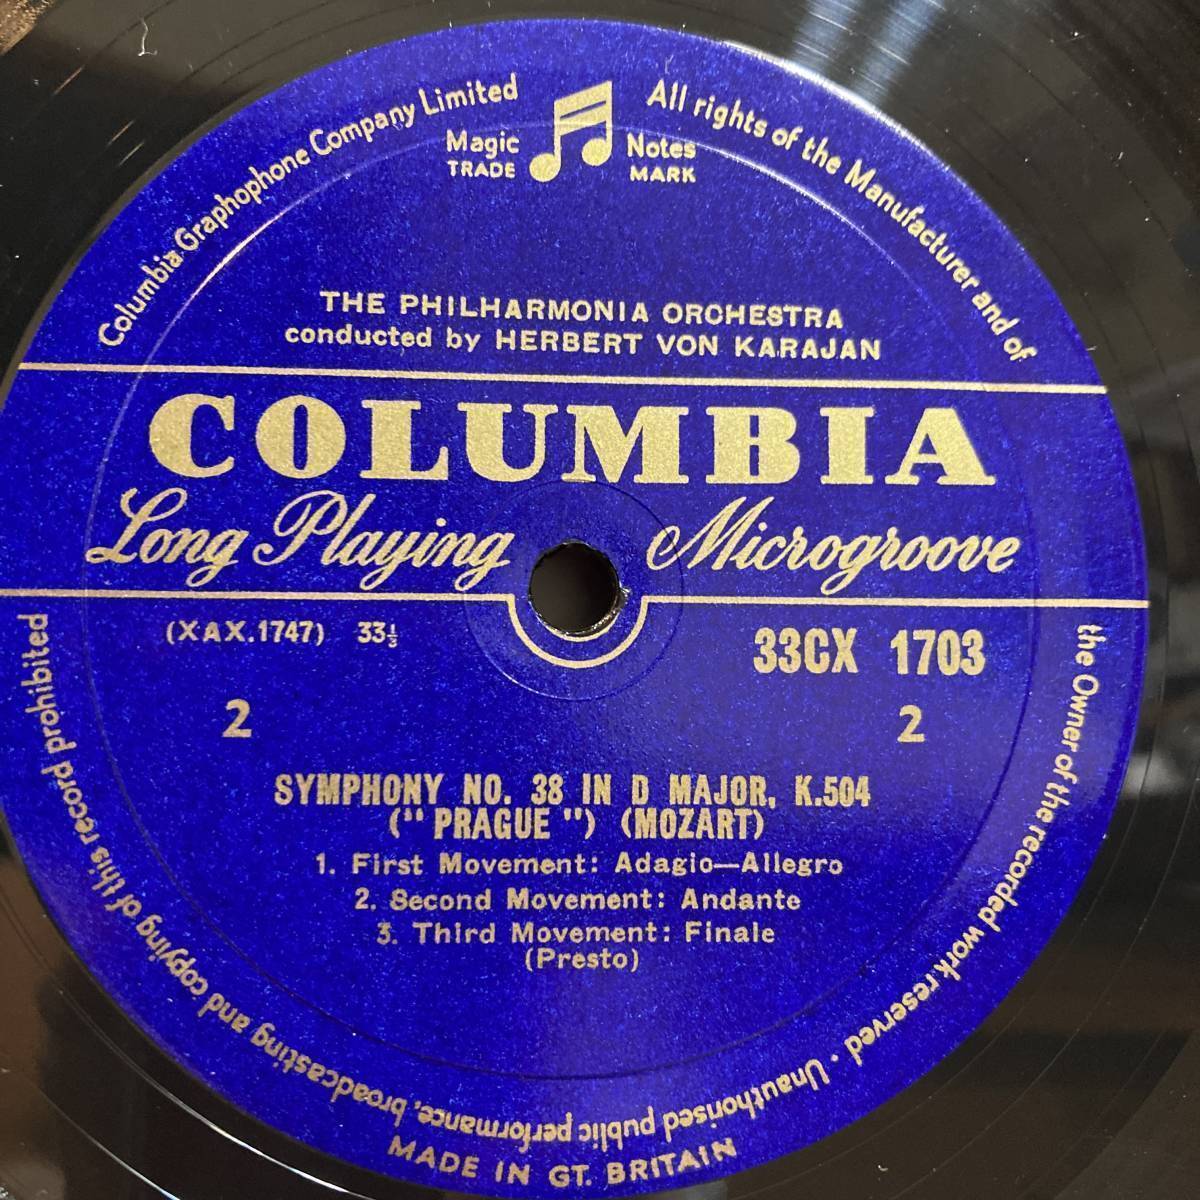 Columbia Graphophone Company Limited
All rights of the Manufacturer and of
the Owner of the recorded work reserved · Unauthorised public performance, broadcasting and copying of this record prohibited
Magic Notes
TRADE MARK
THE PHILHARMONIA ORCHESTRA
conducted by HERBERT VON KARAJAN
COLUMBIA
Long Playing Microgroove
(XAX.1747) 33⅓
33CX 1703
2 2
SYMPHONY NO. 38 IN D MAJOR, K.504
("PRAGUE") (MOZART)
1. First Movement: Adagio—Allegro
2. Second Movement: Andante
3. Third Movement: Finale
(Presto)
MADE IN GT. BRITAIN